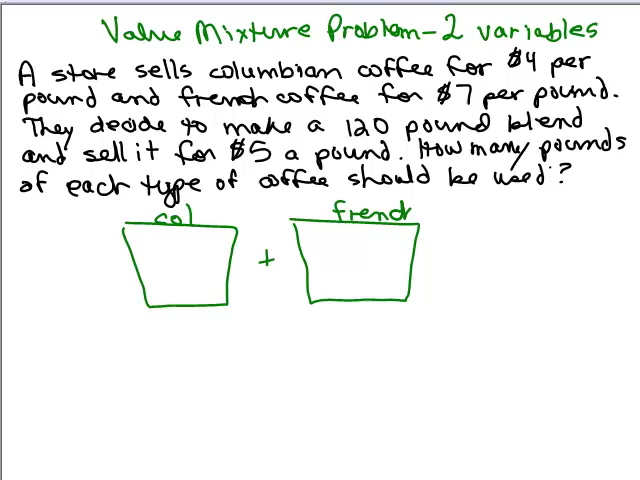 Value Mixture Problem-2 variables
A store sells columbian coffee for $4 per
pound and french coffee for $7 per pound.
They decide to make a 120 pound blend
and sell it for $5 a pound. How many pounds
of each type of coffee should be used?
col french
+